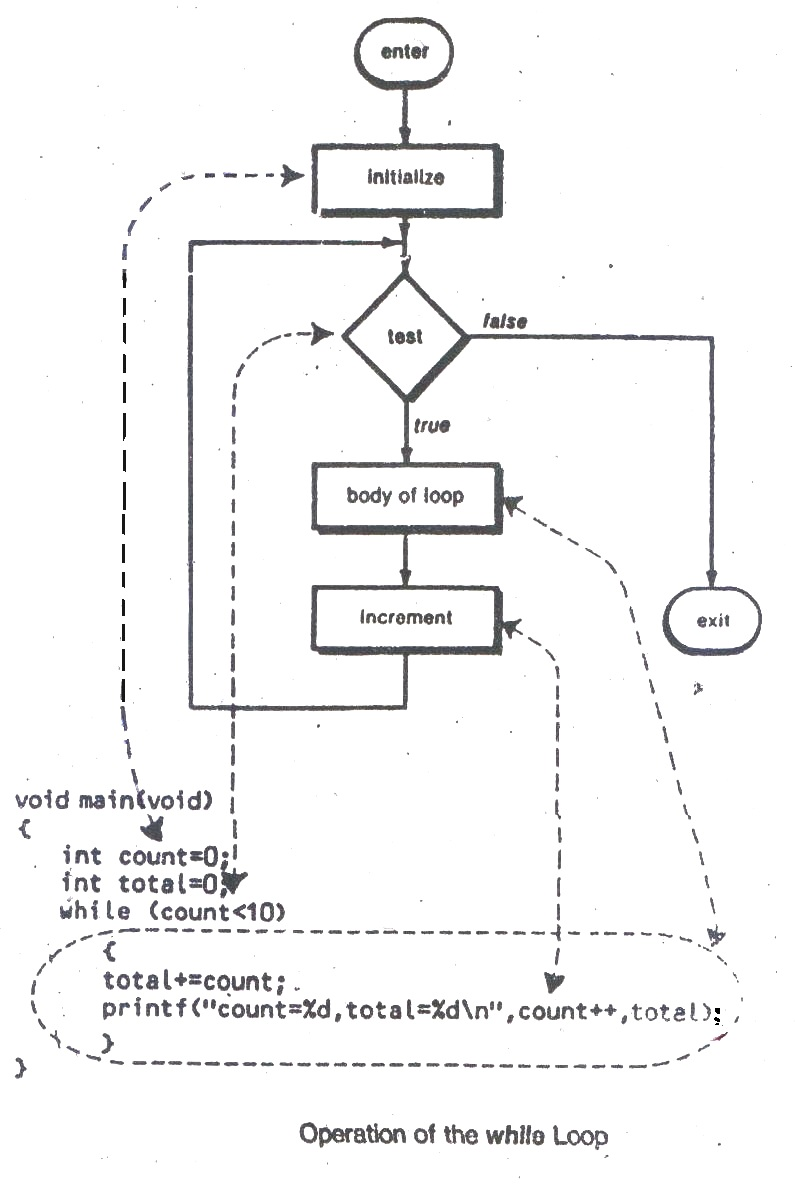 enter
initialize
test
false
true
body of loop
increment
exit
void main(void)
{
int count=0;
int total=0;
while (count<10)
{
total+=count;
printf("count=%d,total=%d\n",count++,total);
}
}
Operation of the while Loop